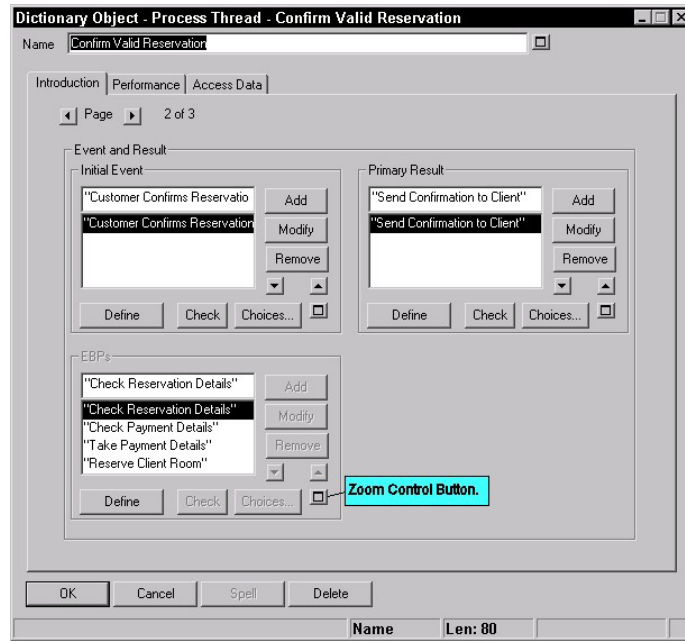 Dictionary Object - Process Thread - Confirm Valid Reservation
Name Confirm Valid Reservation
Introduction Performance Access Data
Page 2 of 3
Event and Result
Initial Event
"Customer Confirms Reservatio
Add
"Customer Confirms Reservation
Modify
Remove
Define Check Choices...
Primary Result
"Send Confirmation to Client"
Add
"Send Confirmation to Client"
Modify
Remove
Define Check Choices...
EBPs
"Check Reservation Details"
Add
"Check Reservation Details"
Modify
"Check Payment Details"
"Take Payment Details"
Remove
"Reserve Client Room"
Define Check Choices...
Zoom Control Button.
OK Cancel Spell Delete
Name Len: 80